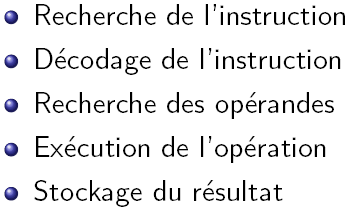 Recherche de l'instruction
Décodage de l'instruction
Recherche des opérandes
Exécution de l'opération
Stockage du résultat